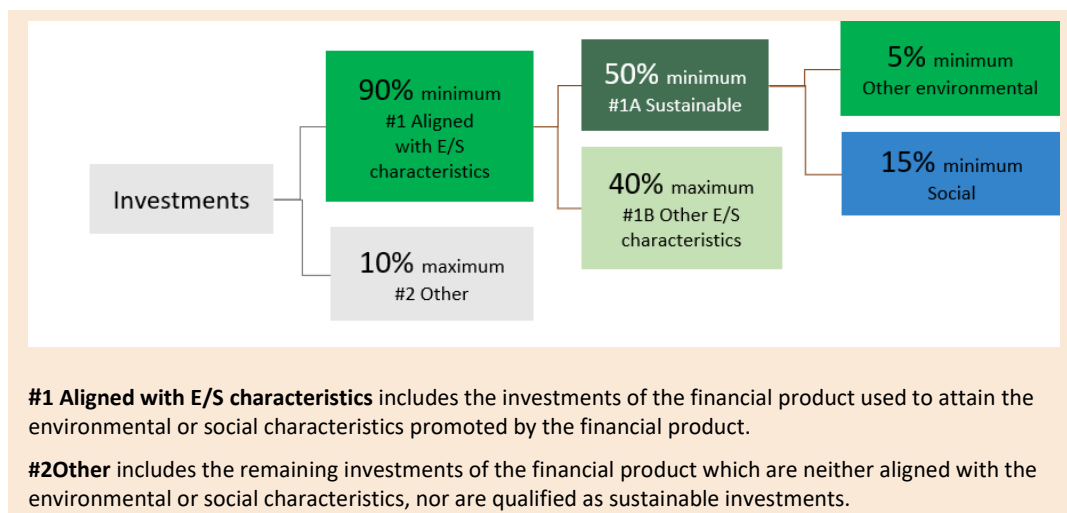 Investments
90% minimum
#1 Aligned
with E/S
characteristics
10% maximum
#2 Other
50% minimum
#1A Sustainable
40% maximum
#1B Other E/S
characteristics
5% minimum
Other environmental
15% minimum
Social
#1 Aligned with E/S characteristics includes the investments of the financial product used to attain the
environmental or social characteristics promoted by the financial product.
#2Other includes the remaining investments of the financial product which are neither aligned with the
environmental or social characteristics, nor are qualified as sustainable investments.